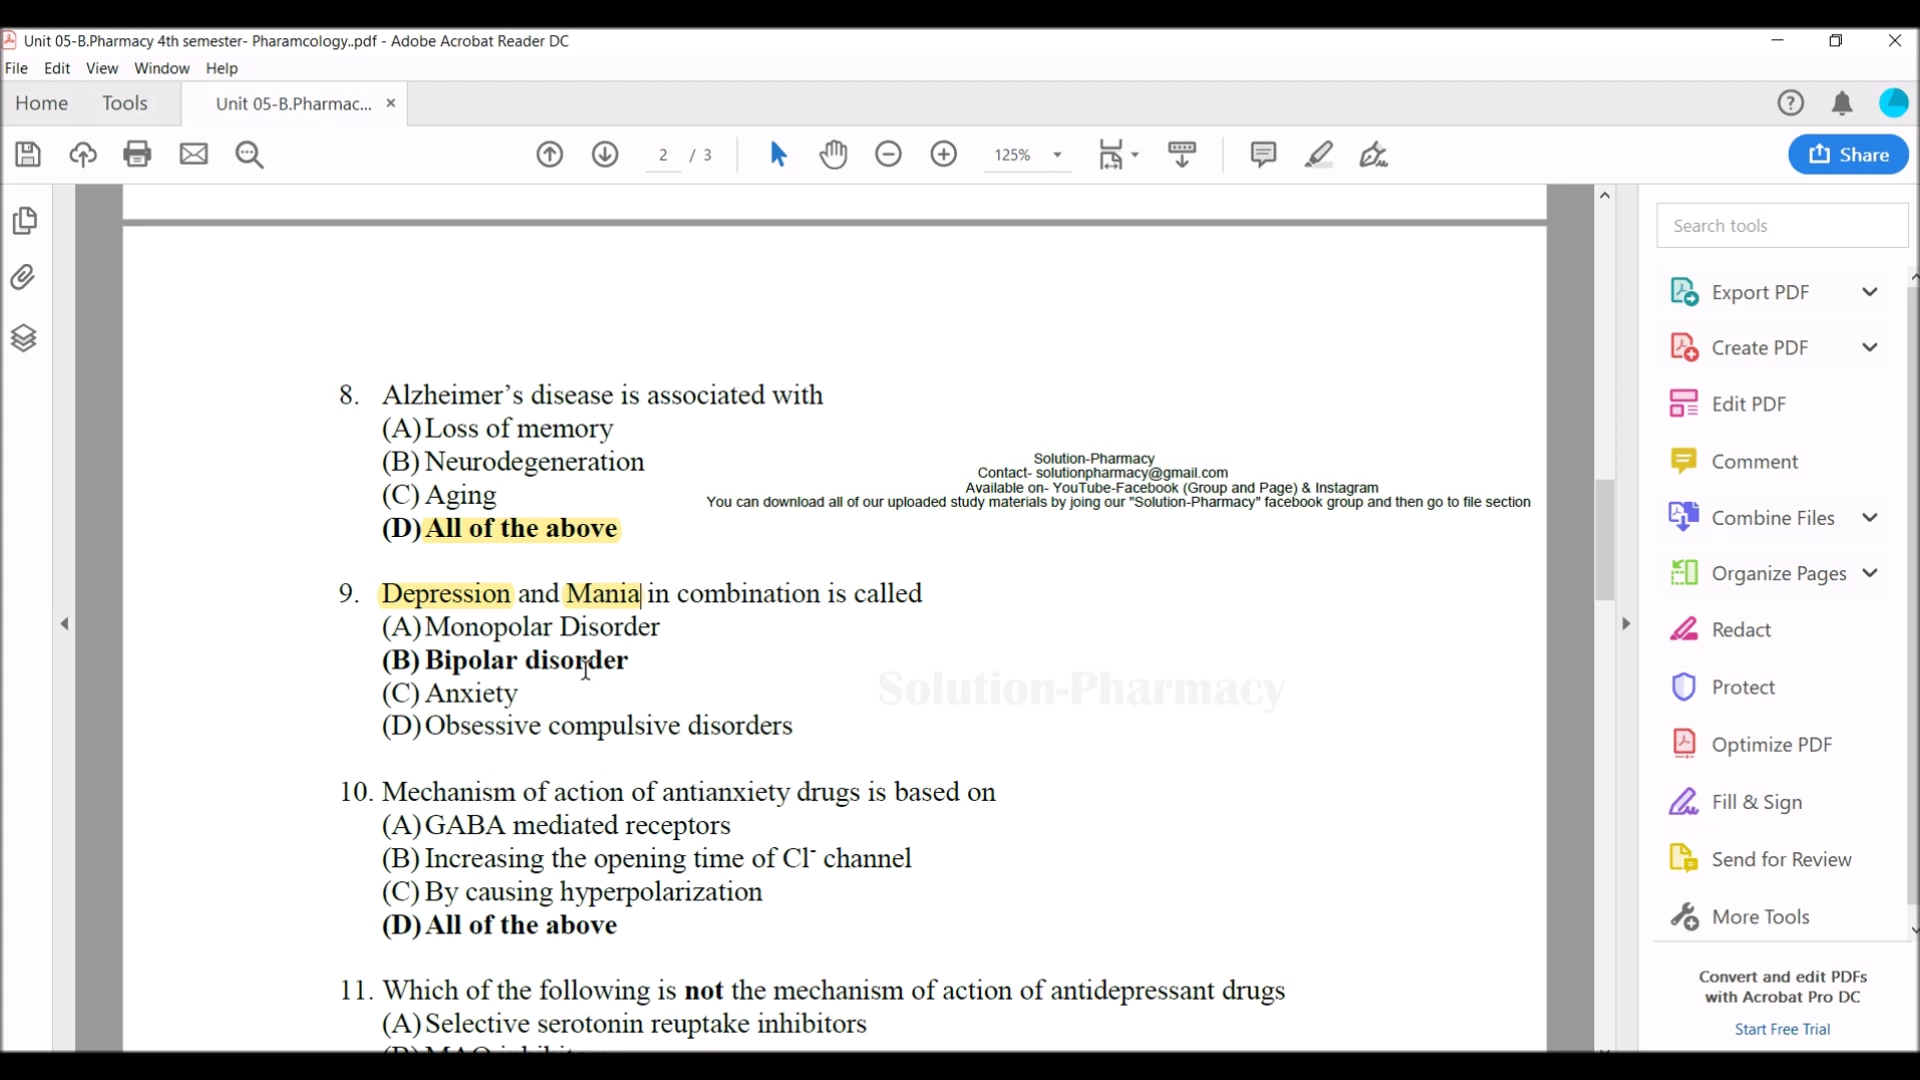 Unit 05-B.Pharmacy 4th semester- Pharamcology..pdf - Adobe Acrobat Reader DC
File Edit View Window Help
Home Tools Unit 05-B.Pharmac... ×
2 / 3 125% Share
Search tools
Export PDF
Create PDF
Edit PDF
Comment
Combine Files
Organize Pages
Redact
Protect
Optimize PDF
Fill & Sign
Send for Review
More Tools
Convert and edit PDFs
with Acrobat Pro DC
Start Free Trial
8. Alzheimer’s disease is associated with
(A) Loss of memory
(B) Neurodegeneration
(C) Aging
(D) All of the above
Solution-Pharmacy
Contact- solutionpharmacy@gmail.com
Available on- YouTube-Facebook (Group and Page) & Instagram
You can download all of our uploaded study materials by joing our "Solution-Pharmacy" facebook group and then go to file section
9. Depression and Mania in combination is called
(A) Monopolar Disorder
(B) Bipolar disorder
(C) Anxiety
(D) Obsessive compulsive disorders
Solution-Pharmacy
10. Mechanism of action of antianxiety drugs is based on
(A) GABA mediated receptors
(B) Increasing the opening time of Cl⁻ channel
(C) By causing hyperpolarization
(D) All of the above
11. Which of the following is not the mechanism of action of antidepressant drugs
(A) Selective serotonin reuptake inhibitors